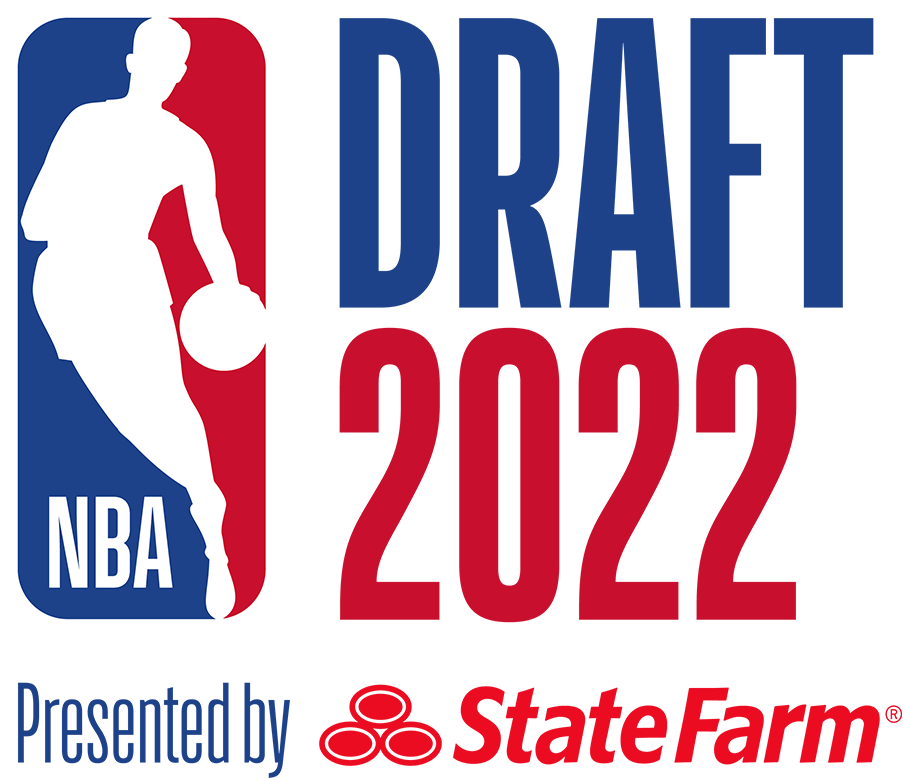 NBA
DRAFT
2022
Presented by StateFarm®